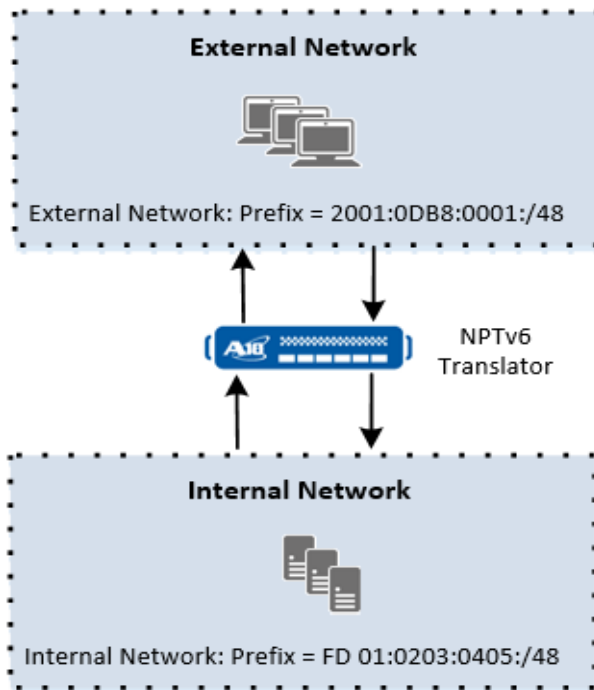 External Network
External Network: Prefix = 2001:0DB8:0001:/48
A10
NPTv6
Translator
Internal Network
Internal Network: Prefix = FD 01:0203:0405:/48